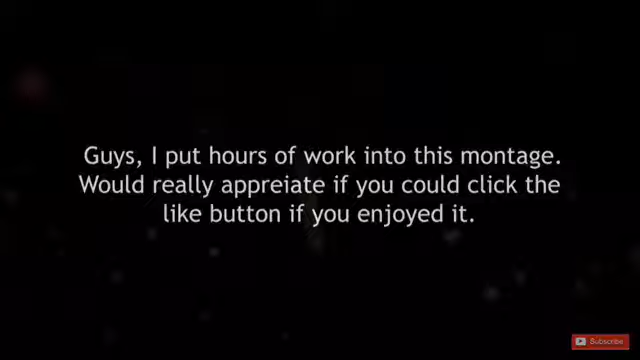 Guys, I put hours of work into this montage.
Would really appreiate if you could click the
like button if you enjoyed it.
Subscribe